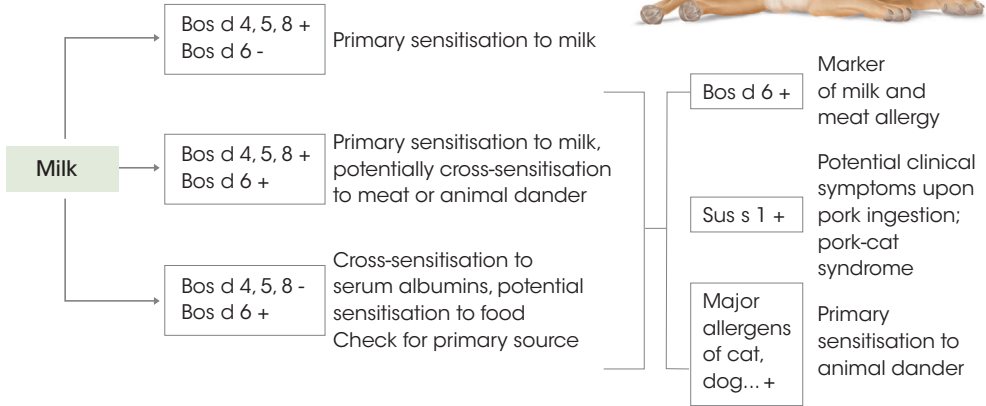 Milk
Bos d 4, 5, 8 +
Bos d 6 -
Primary sensitisation to milk
Bos d 4, 5, 8 +
Bos d 6 +
Primary sensitisation to milk,
potentially cross-sensitisation
to meat or animal dander
Bos d 4, 5, 8 -
Bos d 6 +
Cross-sensitisation to
serum albumins, potential
sensitisation to food
Check for primary source
Bos d 6 +
Marker
of milk and
meat allergy
Sus s 1 +
Potential clinical
symptoms upon
pork ingestion;
pork-cat
syndrome
Major
allergens
of cat,
dog... +
Primary
sensitisation to
animal dander